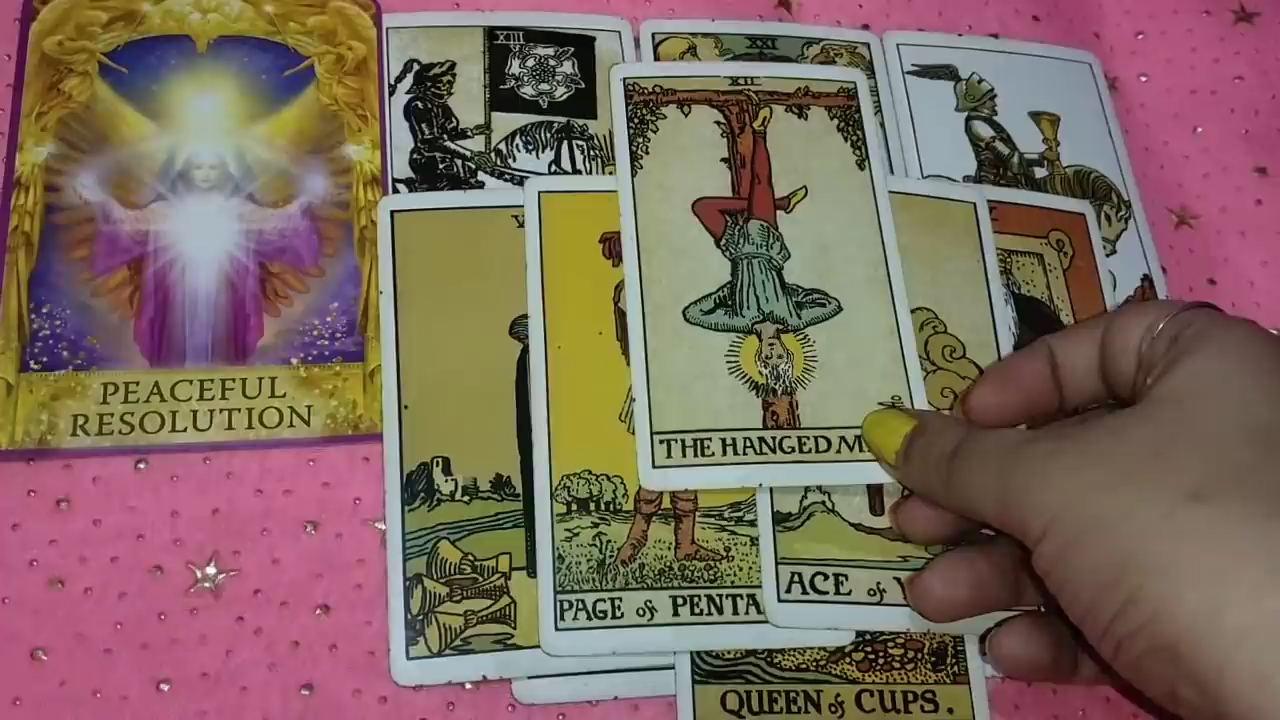 XIII
XXI
XII
PEACEFUL
RESOLUTION
THE HANGED
ACE of
PAGE of PENTA
QUEEN of CUPS.